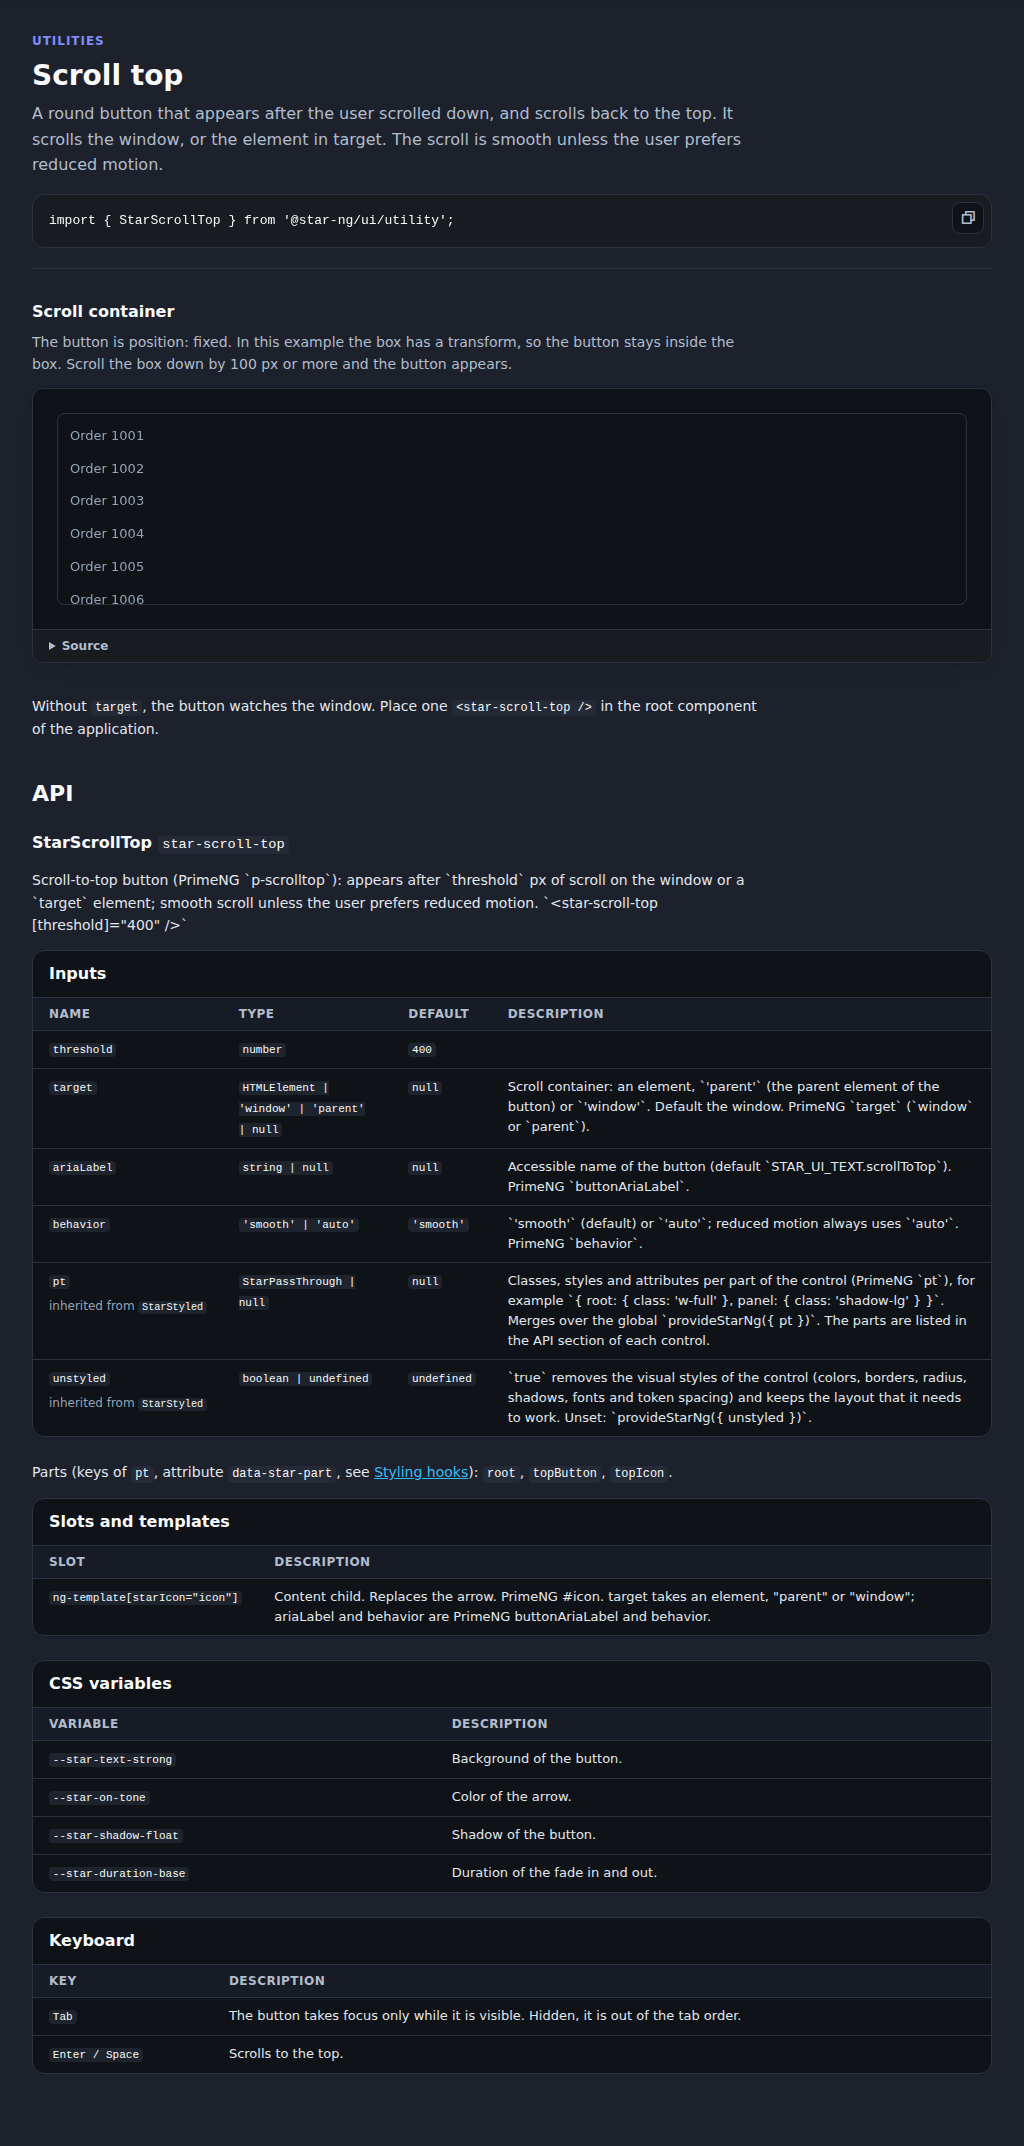 UTILITIES
Scroll top
A round button that appears after the user scrolled down, and scrolls back to the top. It
scrolls the window, or the element in target. The scroll is smooth unless the user prefers
reduced motion.
import { StarScrollTop } from '@star-ng/ui/utility';
Scroll container
The button is position: fixed. In this example the box has a transform, so the button stays inside the
box. Scroll the box down by 100 px or more and the button appears.
Order 1001
Order 1002
Order 1003
Order 1004
Order 1005
Order 1006
Source
Without target, the button watches the window. Place one <star-scroll-top /> in the root component
of the application.
API
StarScrollTop star-scroll-top
Scroll-to-top button (PrimeNG `p-scrolltop`): appears after `threshold` px of scroll on the window or a
`target` element; smooth scroll unless the user prefers reduced motion. `<star-scroll-top
[threshold]="400" />`
Inputs
NAME TYPE DEFAULT DESCRIPTION
threshold number 400
target HTMLElement | null Scroll container: an element, `'parent'` (the parent element of the
'window' | 'parent' button) or `'window'`. Default the window. PrimeNG `target` (`window`
| null or `parent`).
ariaLabel string | null null Accessible name of the button (default `STAR_UI_TEXT.scrollToTop`).
PrimeNG `buttonAriaLabel`.
behavior 'smooth' | 'auto' 'smooth' `'smooth'` (default) or `'auto'`; reduced motion always uses `'auto'`.
PrimeNG `behavior`.
pt StarPassThrough | null Classes, styles and attributes per part of the control (PrimeNG `pt`), for
inherited from StarStyled null example `{ root: { class: 'w-full' }, panel: { class: 'shadow-lg' } }`.
Merges over the global `provideStarNg({ pt })`. The parts are listed in
the API section of each control.
unstyled boolean | undefined undefined `true` removes the visual styles of the control (colors, borders, radius,
inherited from StarStyled shadows, fonts and token spacing) and keeps the layout that it needs
to work. Unset: `provideStarNg({ unstyled })`.
Parts (keys of pt, attribute data-star-part, see Styling hooks): root, topButton, topIcon.
Slots and templates
SLOT DESCRIPTION
ng-template[starIcon="icon"] Content child. Replaces the arrow. PrimeNG #icon. target takes an element, "parent" or "window";
ariaLabel and behavior are PrimeNG buttonAriaLabel and behavior.
CSS variables
VARIABLE DESCRIPTION
--star-text-strong Background of the button.
--star-on-tone Color of the arrow.
--star-shadow-float Shadow of the button.
--star-duration-base Duration of the fade in and out.
Keyboard
KEY DESCRIPTION
Tab The button takes focus only while it is visible. Hidden, it is out of the tab order.
Enter / Space Scrolls to the top.